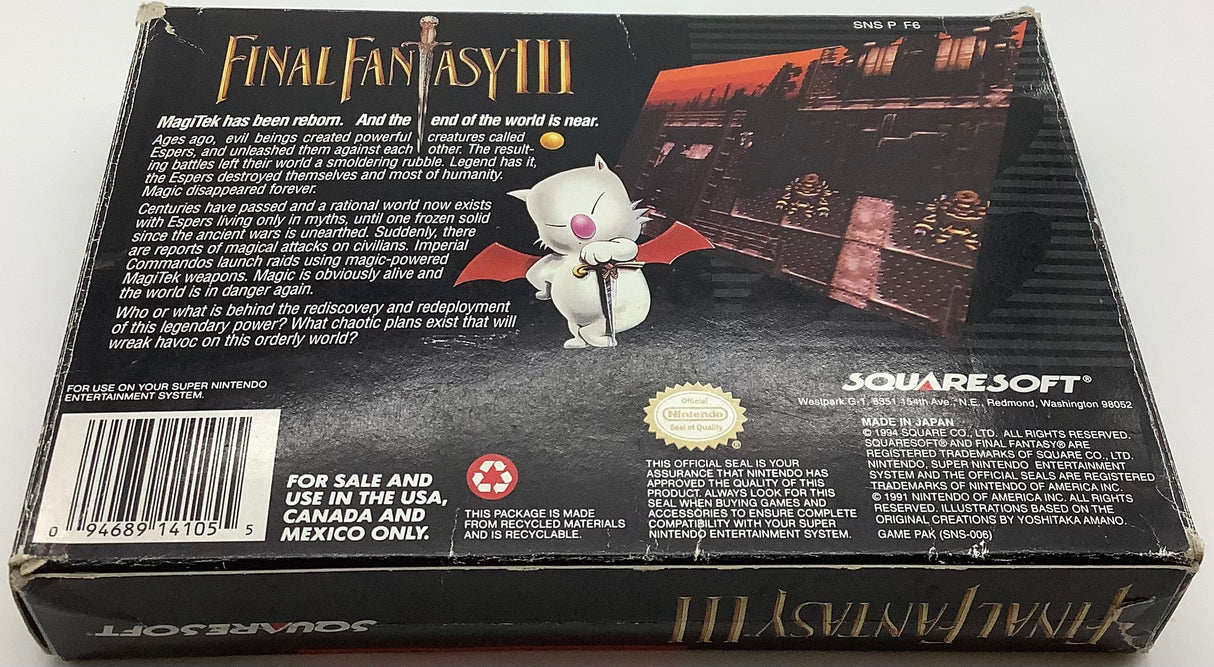 SNS P F6
FINAL FANTASY III
MagiTek has been reborn. And the end of the world is near.
Ages ago, evil beings created powerful creatures called
Espers, and unleashed them against each other. The result-
ing battles left their world a smoldering rubble. Legend has it,
the Espers destroyed themselves and most of humanity.
Magic disappeared forever.
Centuries have passed and a rational world now exists
with Espers living only in myths, until one frozen solid
since the ancient wars is unearthed. Suddenly, there
are reports of magical attacks on civilians. Imperial
Commandos launch raids using magic-powered
MagiTek weapons. Magic is obviously alive and
the world is in danger again.
Who or what is behind the rediscovery and redeployment
of this legendary power? What chaotic plans exist that will
wreak havoc on this orderly world?
FOR USE ON YOUR SUPER NINTENDO
ENTERTAINMENT SYSTEM.
0 94689 14105 5
FOR SALE AND
USE IN THE USA,
CANADA AND
MEXICO ONLY.
THIS PACKAGE IS MADE
FROM RECYCLED MATERIALS
AND IS RECYCLABLE.
Official
Nintendo
Seal of Quality
THIS OFFICIAL SEAL IS YOUR
ASSURANCE THAT NINTENDO HAS
APPROVED THE QUALITY OF THIS
PRODUCT. ALWAYS LOOK FOR THIS
SEAL WHEN BUYING GAMES AND
ACCESSORIES TO ENSURE COMPLETE
COMPATIBILITY WITH YOUR SUPER
NINTENDO ENTERTAINMENT SYSTEM.
SQUARESOFT®
Westpark G-1, 8351 154th Ave., N.E., Redmond, Washington 98052
MADE IN JAPAN
© 1994 SQUARE CO., LTD. ALL RIGHTS RESERVED.
SQUARESOFT® AND FINAL FANTASY® ARE
REGISTERED TRADEMARKS OF SQUARE CO., LTD.
NINTENDO, SUPER NINTENDO ENTERTAINMENT
SYSTEM AND THE OFFICIAL SEALS ARE REGISTERED
TRADEMARKS OF NINTENDO OF AMERICA INC.
© 1991 NINTENDO OF AMERICA INC. ALL RIGHTS
RESERVED. ILLUSTRATIONS BASED ON THE
ORIGINAL CREATIONS BY YOSHITAKA AMANO.
GAME PAK (SNS-006)
FINAL FANTASY III
SQUARESOFT